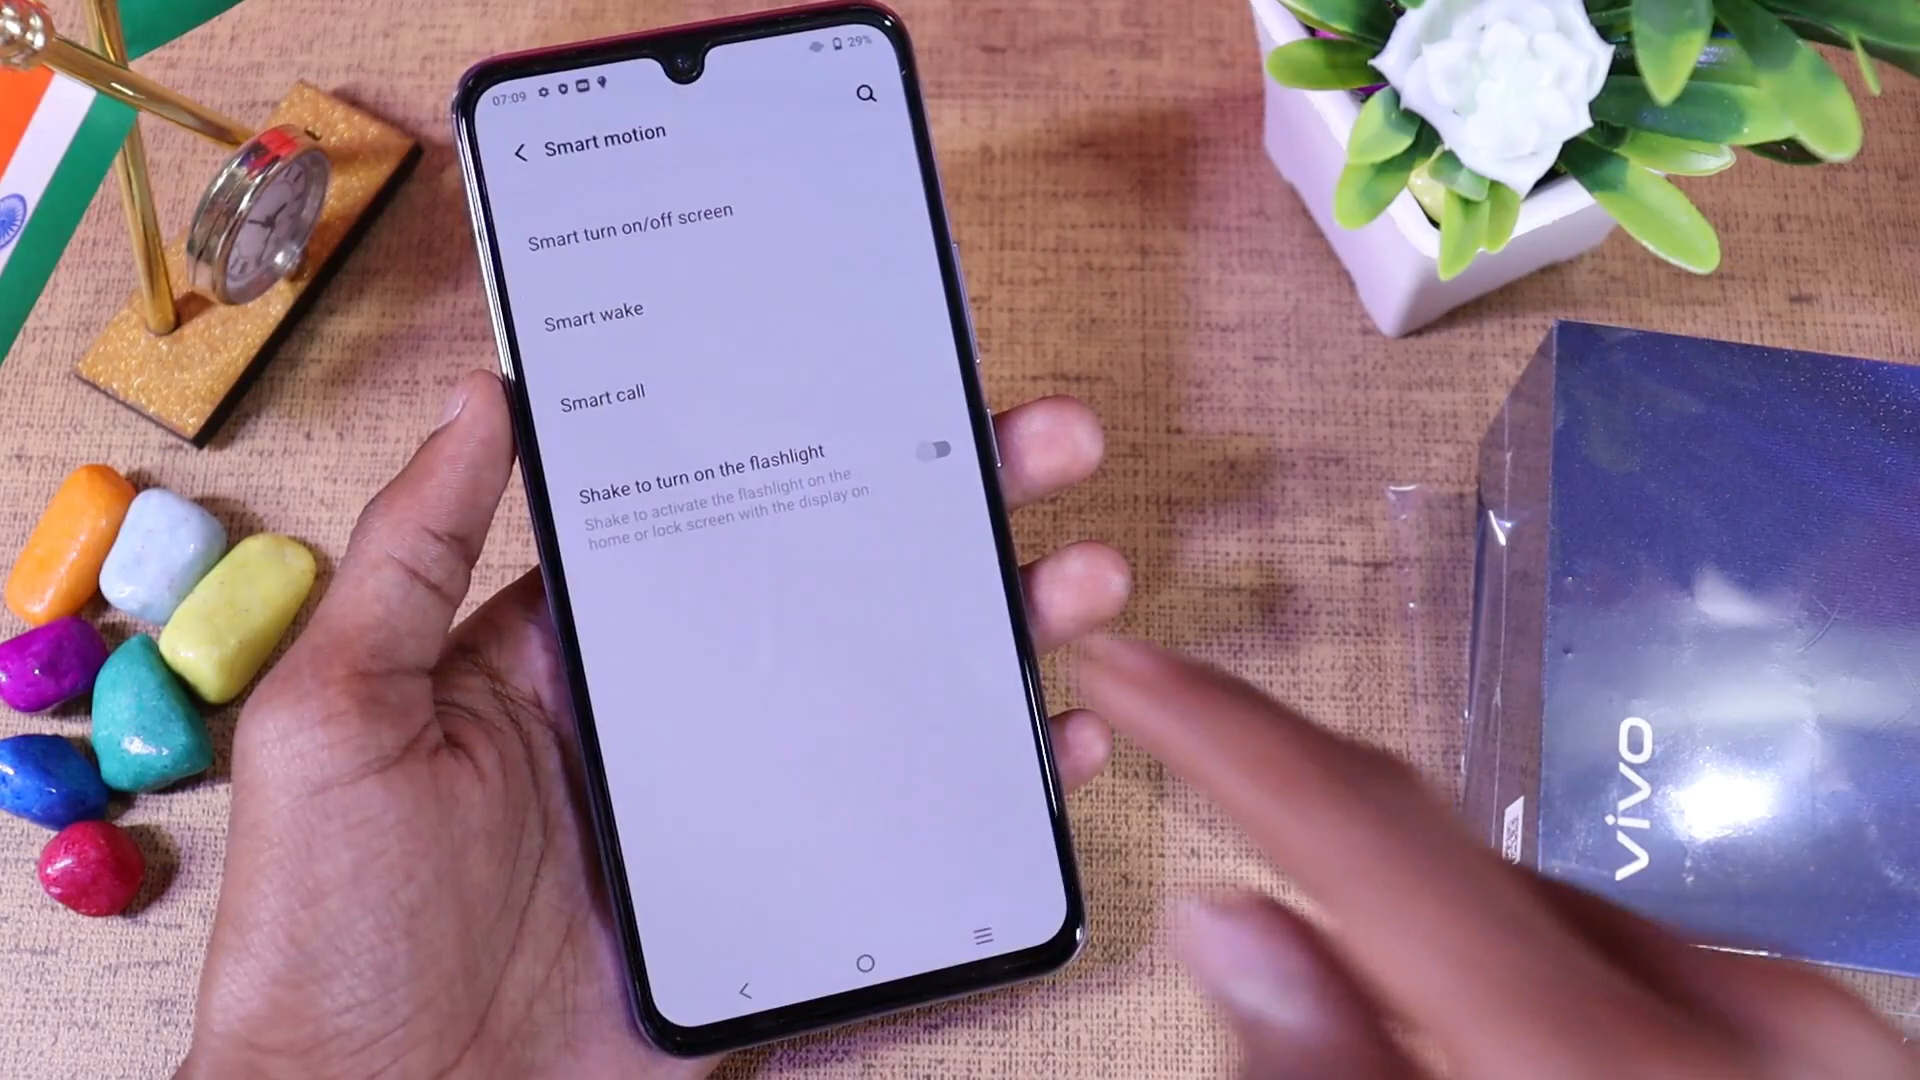 07:09
29%
Smart motion
Smart turn on/off screen
Smart wake
Smart call
Shake to turn on the flashlight
Shake to activate the flashlight on the
home or lock screen with the display on
vivo